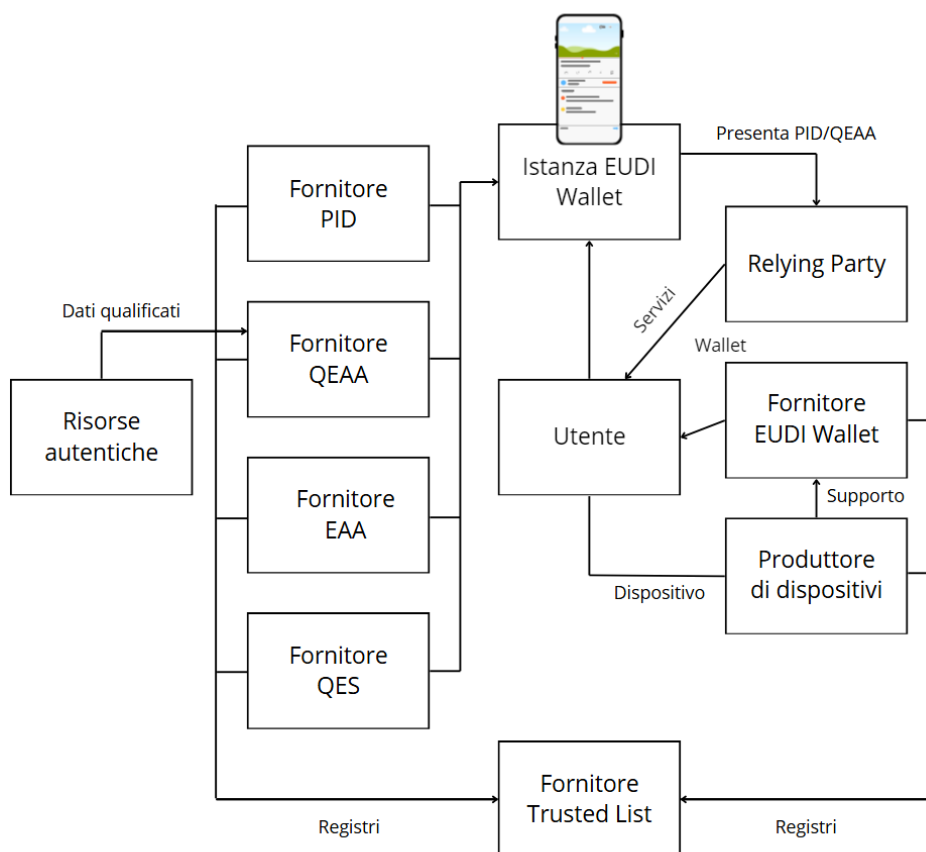 Istanza EUDI
Wallet
Presenta PID/QEAA
Fornitore
PID
Relying Party
Dati qualificati
Servizi
Wallet
Fornitore
QEAA
Risorse
autentiche
Utente
Fornitore
EUDI Wallet
Supporto
Fornitore
EAA
Dispositivo
Produttore
di dispositivi
Fornitore
QES
Fornitore
Trusted List
Registri
Registri